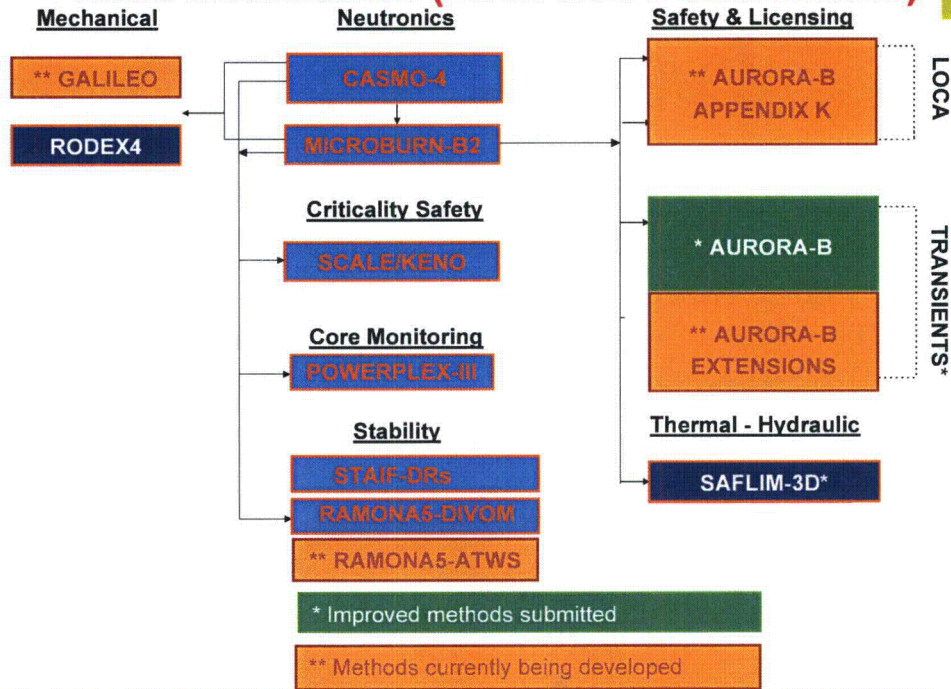 Mechanical
** GALILEO
RODEX4
Neutronics
CASMO-4
MICROBURN-B2
Criticality Safety
SCALE/KENO
Core Monitoring
POWERPLEX-III
Stability
STAIF-DRs
RAMONA5-DIVOM
** RAMONA5-ATWS
* Improved methods submitted
** Methods currently being developed
Safety & Licensing
** AURORA-B
APPENDIX K
LOCA
* AURORA-B
** AURORA-B
EXTENSIONS
TRANSIENTS*
Thermal - Hydraulic
SAFLIM-3D*